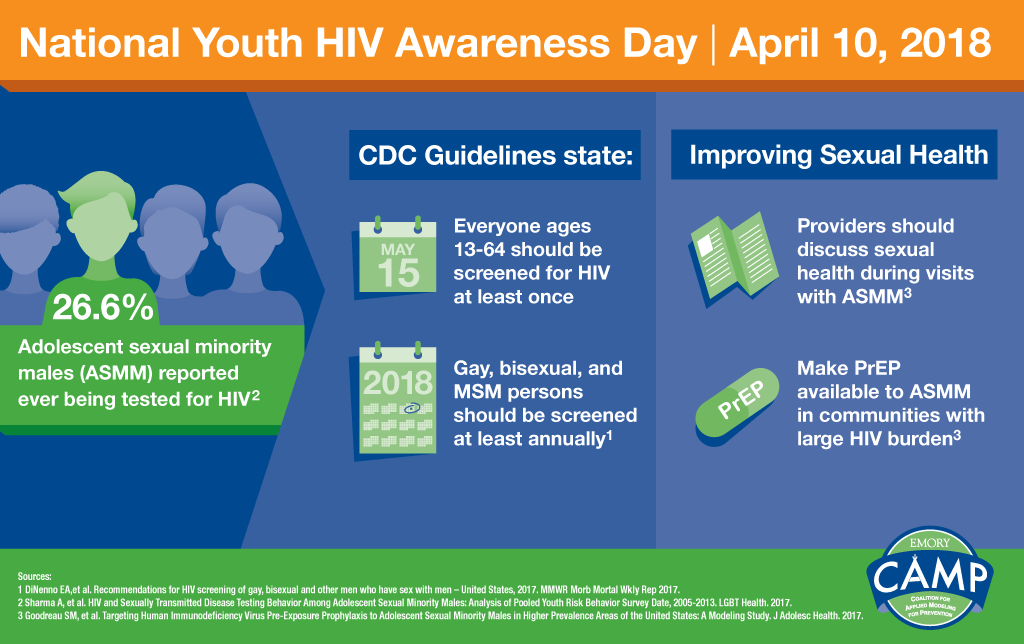 National Youth HIV Awareness Day | April 10, 2018
26.6%
Adolescent sexual minority
males (ASMM) reported
ever being tested for HIV2
CDC Guidelines state:
MAY
15
Everyone ages
13-64 should be
screened for HIV
at least once
2018
Gay, bisexual, and
MSM persons
should be screened
at least annually1
Improving Sexual Health
Providers should
discuss sexual
health during visits
with ASMM3
PrEP
Make PrEP
available to ASMM
in communities with
large HIV burden3
Sources:
1 DiNenno EA,et al. Recommendations for HIV screening of gay, bisexual and other men who have sex with men – United States, 2017. MMWR Morb Mortal Wkly Rep 2017.
2 Sharma A, et al. HIV and Sexually Transmitted Disease Testing Behavior Among Adolescent Sexual Minority Males: Analysis of Pooled Youth Risk Behavior Survey Date, 2005-2013. LGBT Health. 2017.
3 Goodreau SM, et al. Targeting Human Immunodeficiency Virus Pre-Exposure Prophylaxis to Adolescent Sexual Minority Males in Higher Prevalence Areas of the United States: A Modeling Study. J Adolesc Health. 2017.
EMORY
CAMP
COALITION FOR
APPLIED MODELING
FOR PREVENTION